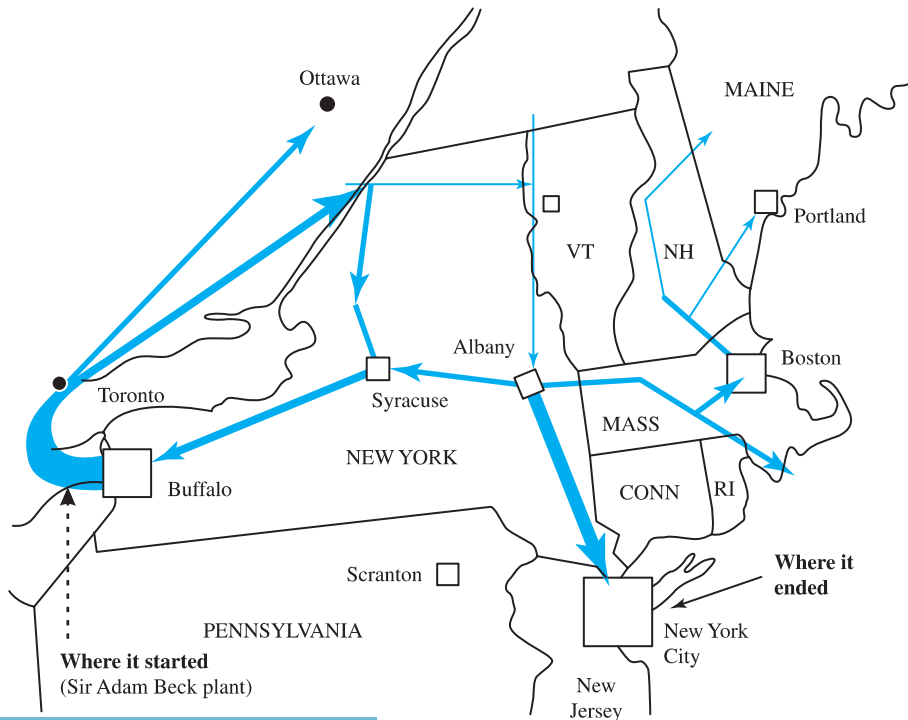 Ottawa
MAINE
Portland
VT
NH
Albany
Boston
Toronto
Syracuse
MASS
NEW YORK
Buffalo
CONN
RI
Where it
ended
Scranton
PENNSYLVANIA
New York
City
Where it started
(Sir Adam Beck plant)
New
Jersey